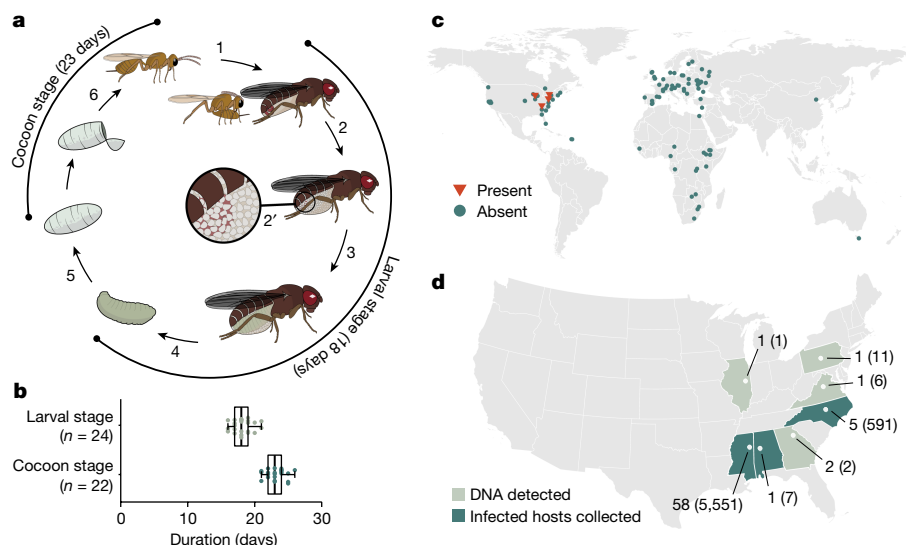 a
Cocoon stage (23 days)
Larval stage (18 days)
1
2
2′
3
4
5
6
b
Larval stage
(n = 24)
Cocoon stage
(n = 22)
0
10
20
30
Duration (days)
c
Present
Absent
d
1 (1)
1 (11)
1 (6)
5 (591)
2 (2)
1 (7)
58 (5,551)
DNA detected
Infected hosts collected